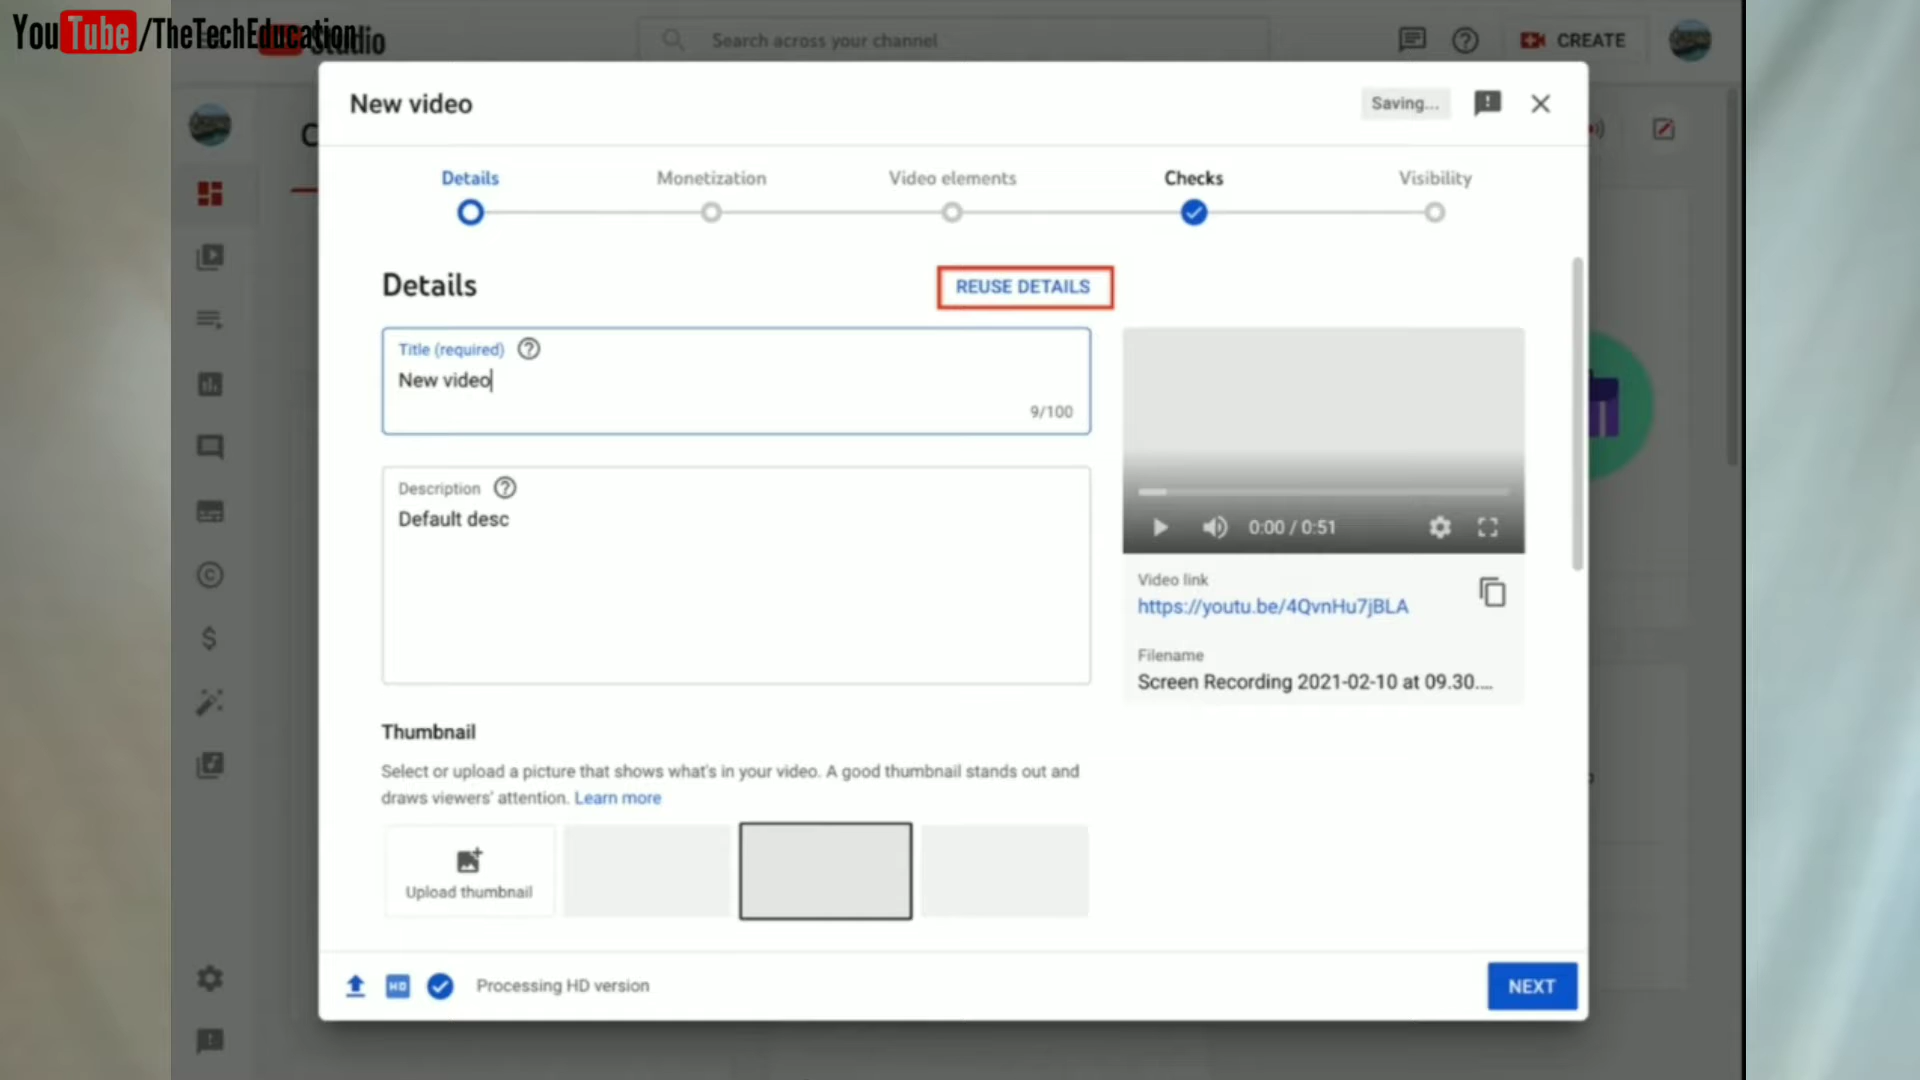 YouTube/TheTechEducation
Studio
Search across your channel
CREATE
New video
Saving...
Details
Monetization
Video elements
Checks
Visibility
Details
REUSE DETAILS
Title (required)
New video
9/100
Description
Default desc
0:00 / 0:51
Video link
https://youtu.be/4QvnHu7jBLA
Filename
Screen Recording 2021-02-10 at 09.30....
Thumbnail
Select or upload a picture that shows what's in your video. A good thumbnail stands out and
draws viewers' attention. Learn more
Upload thumbnail
HD
Processing HD version
NEXT